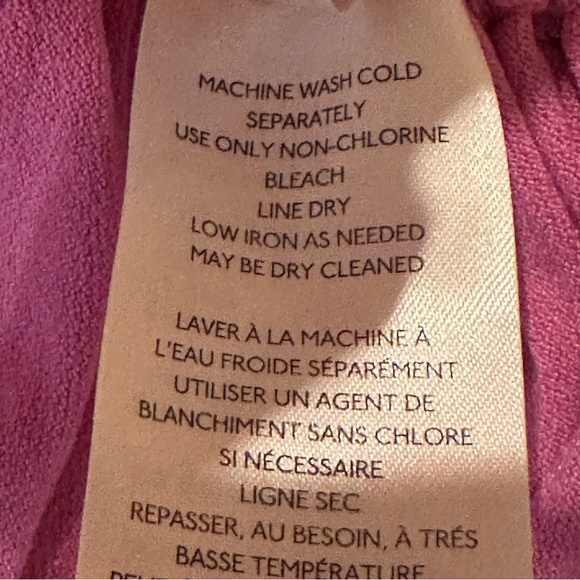 MACHINE WASH COLD
SEPARATELY
USE ONLY NON-CHLORINE
BLEACH
LINE DRY
LOW IRON AS NEEDED
MAY BE DRY CLEANED
LAVER À LA MACHINE À
L'EAU FROIDE SÉPARÉMENT
UTILISER UN AGENT DE
BLANCHIMENT SANS CHLORE
SI NÉCESSAIRE
LIGNE SEC
REPASSER, AU BESOIN, À TRÉS
BASSE TEMPÉRATURE